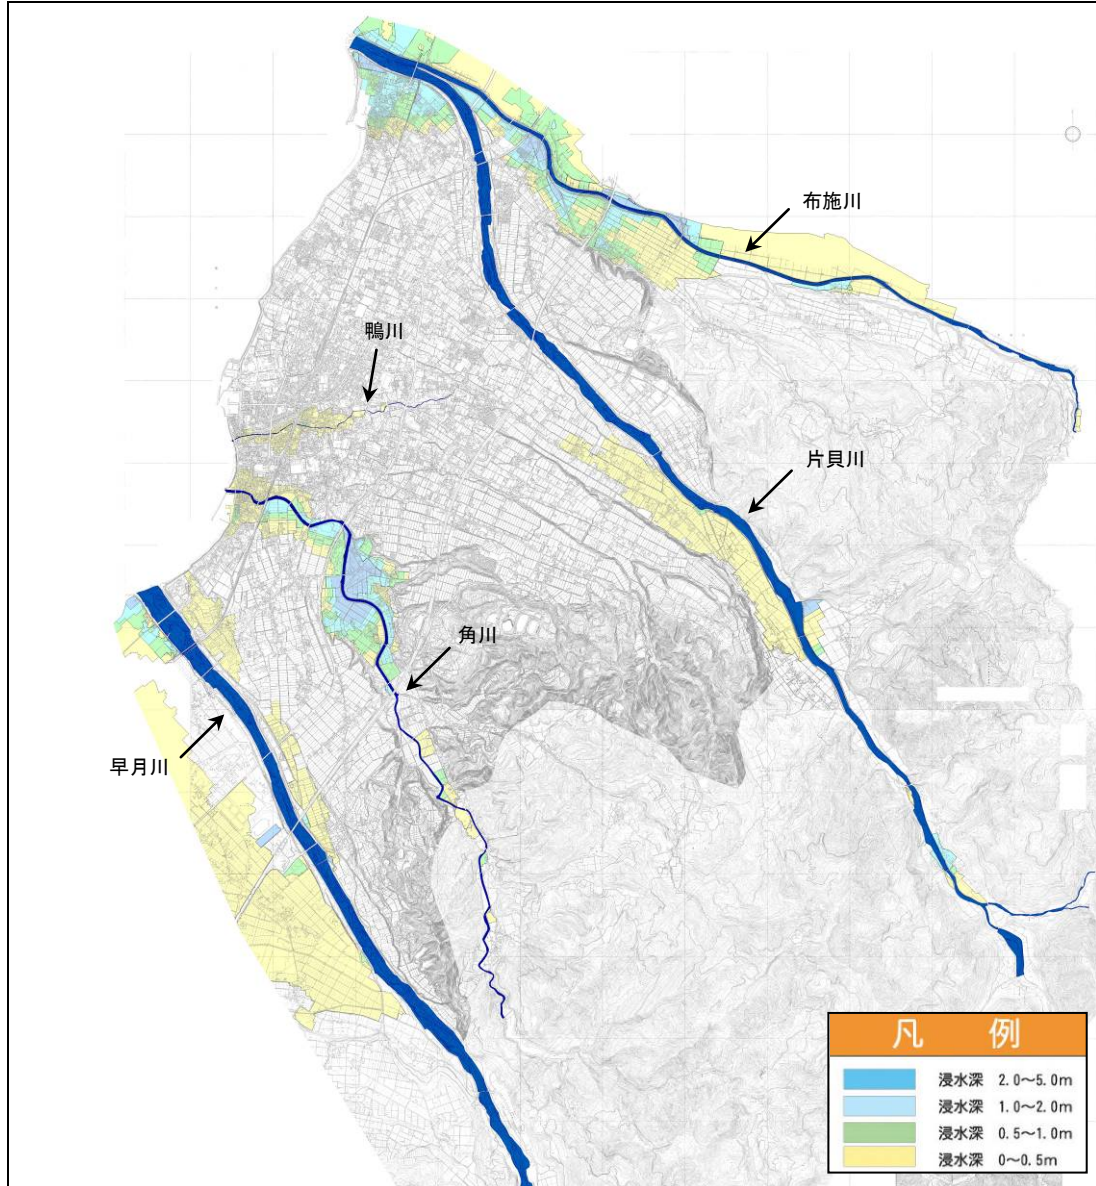 布施川
鴨川
片貝川
角川
早月川
凡 例
浸水深 2.0～5.0m
浸水深 1.0～2.0m
浸水深 0.5～1.0m
浸水深 0～0.5m